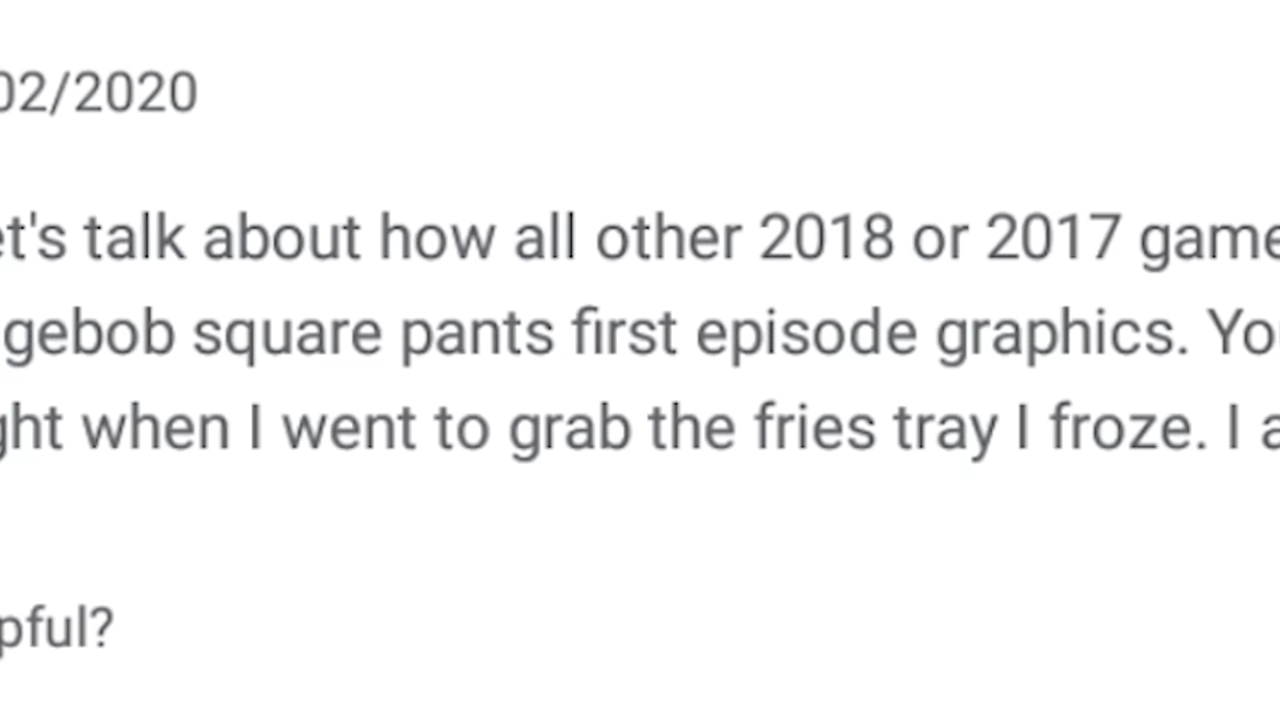 02/2020
et's talk about how all other 2018 or 2017 game
gebob square pants first episode graphics. Yo
ght when I went to grab the fries tray I froze. I a
pful?